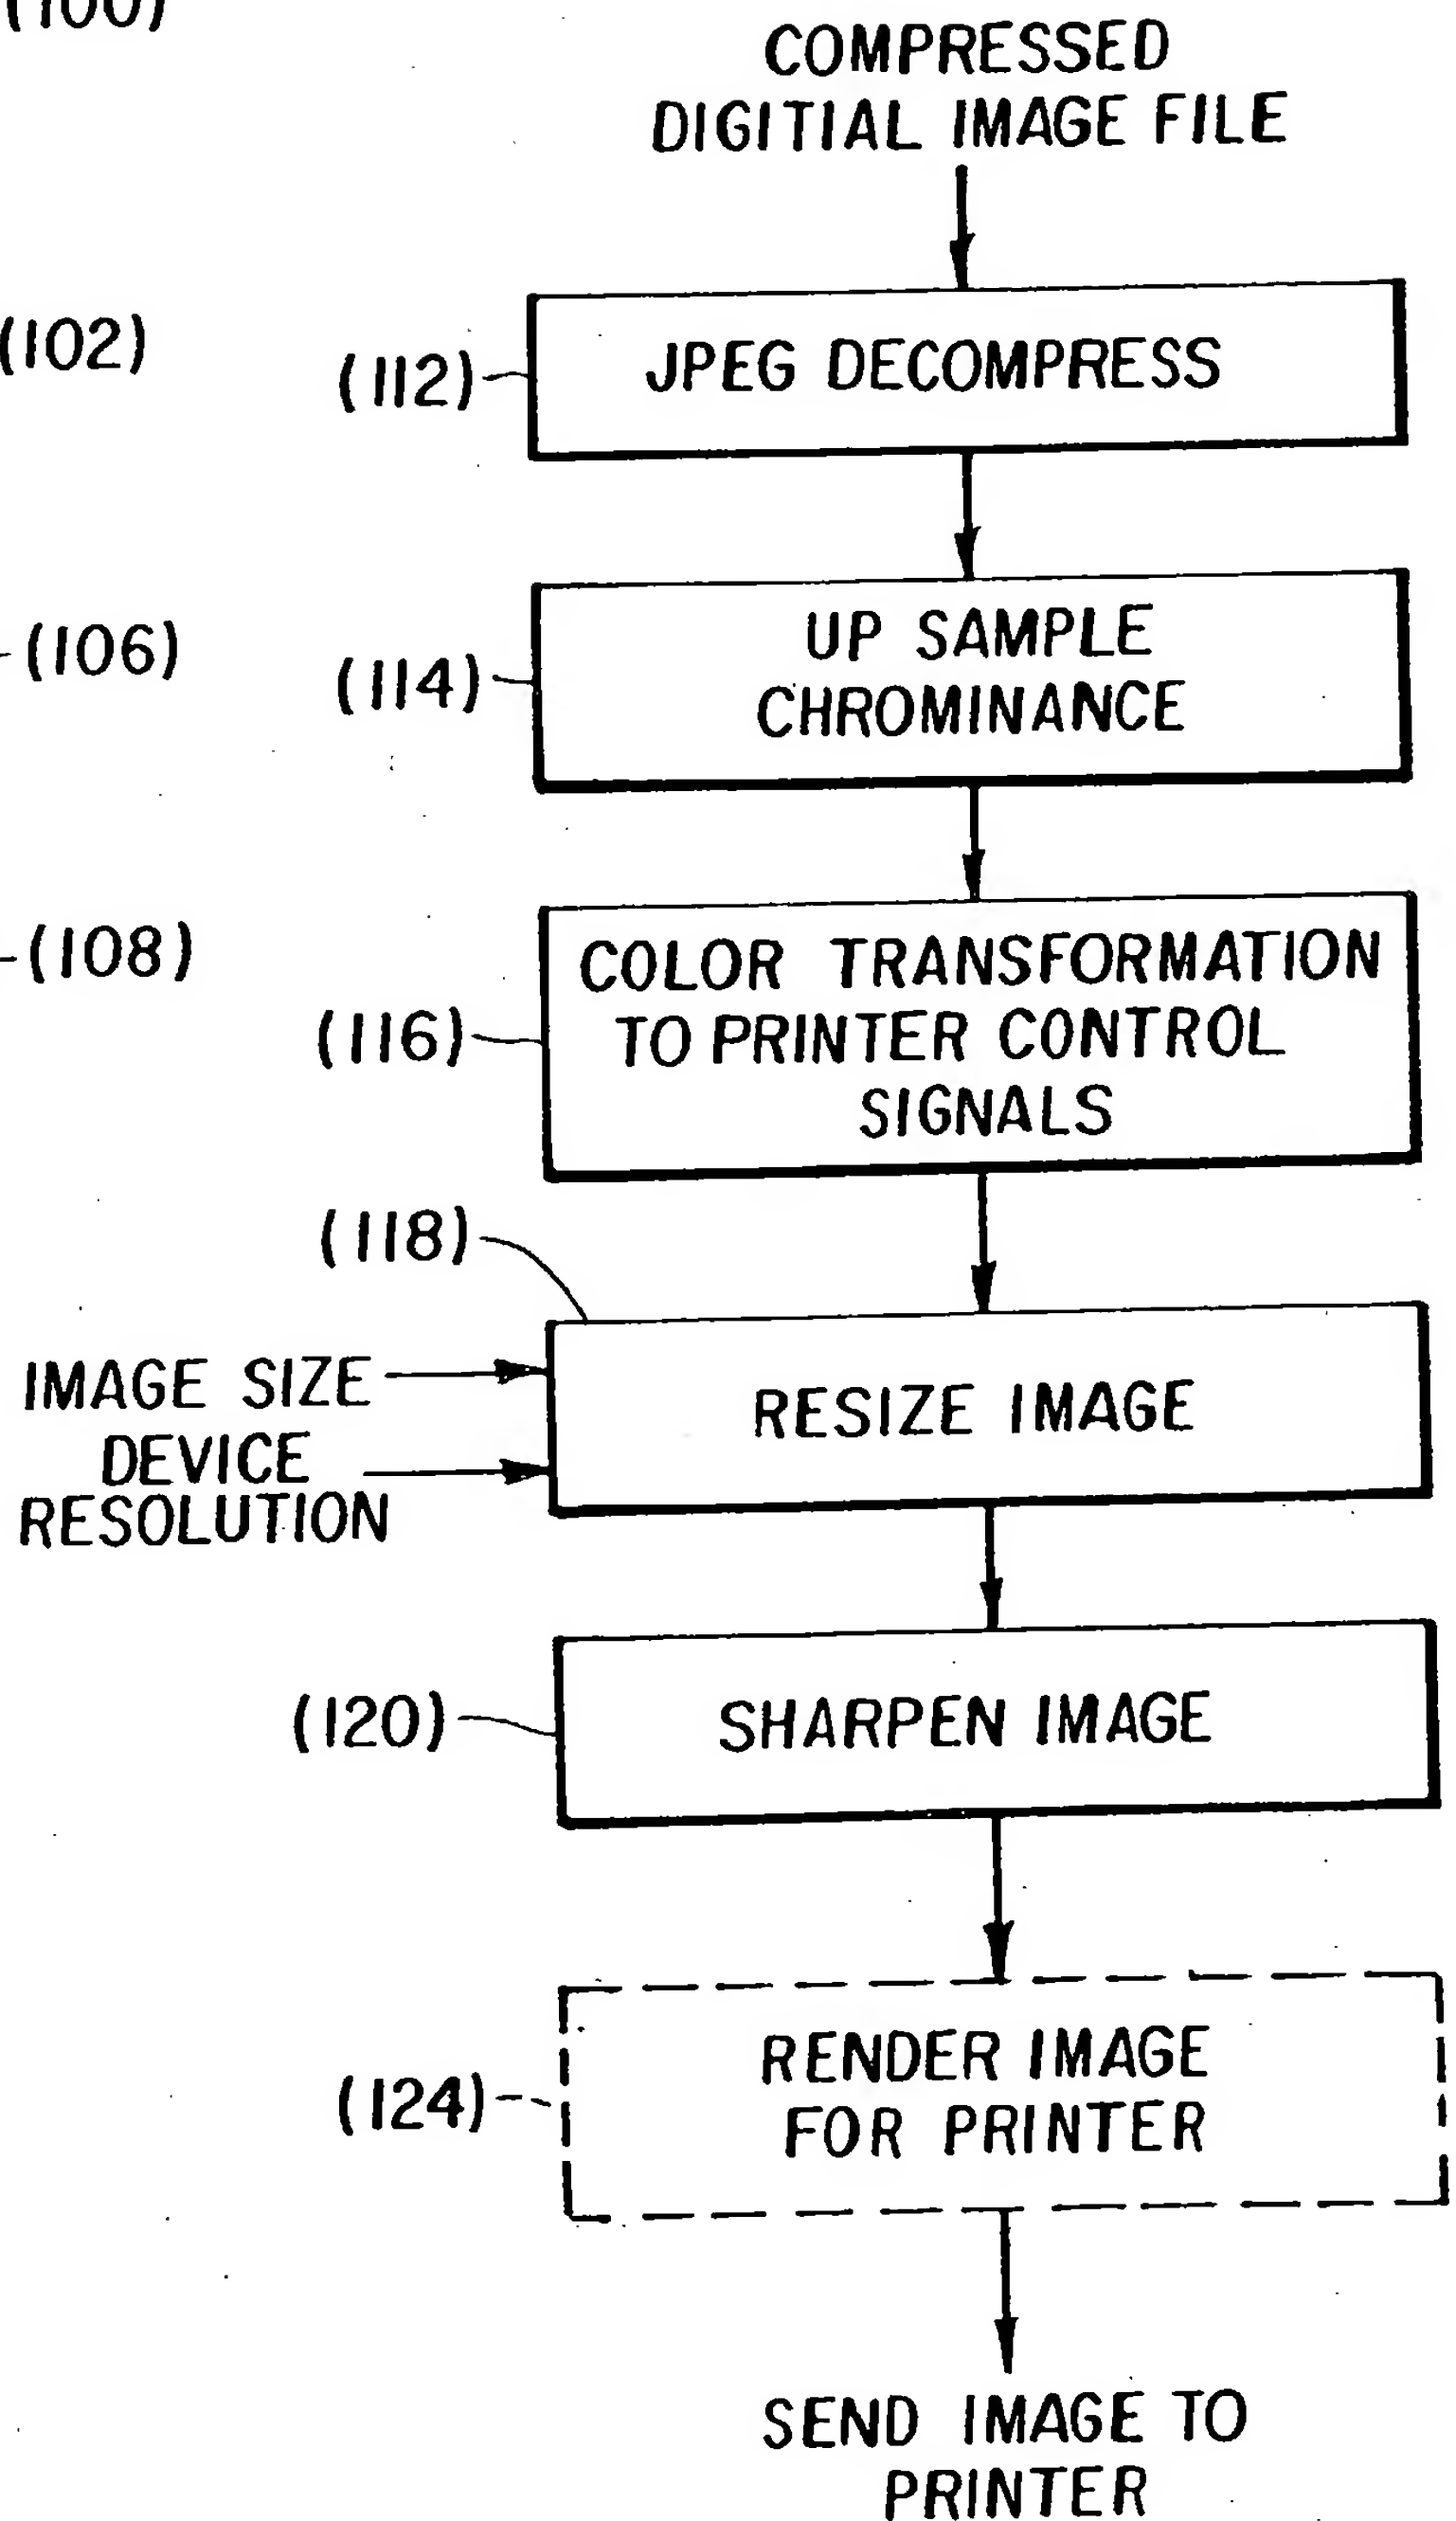 (100)
COMPRESSED
DIGITIAL IMAGE FILE
(102)
(112)
JPEG DECOMPRESS
(106)
(114)
UP SAMPLE
CHROMINANCE
(108)
(116)
COLOR TRANSFORMATION
TO PRINTER CONTROL
SIGNALS
(118)
IMAGE SIZE
DEVICE
RESOLUTION
RESIZE IMAGE
(120)
SHARPEN IMAGE
(124)
RENDER IMAGE
FOR PRINTER
SEND IMAGE TO
PRINTER